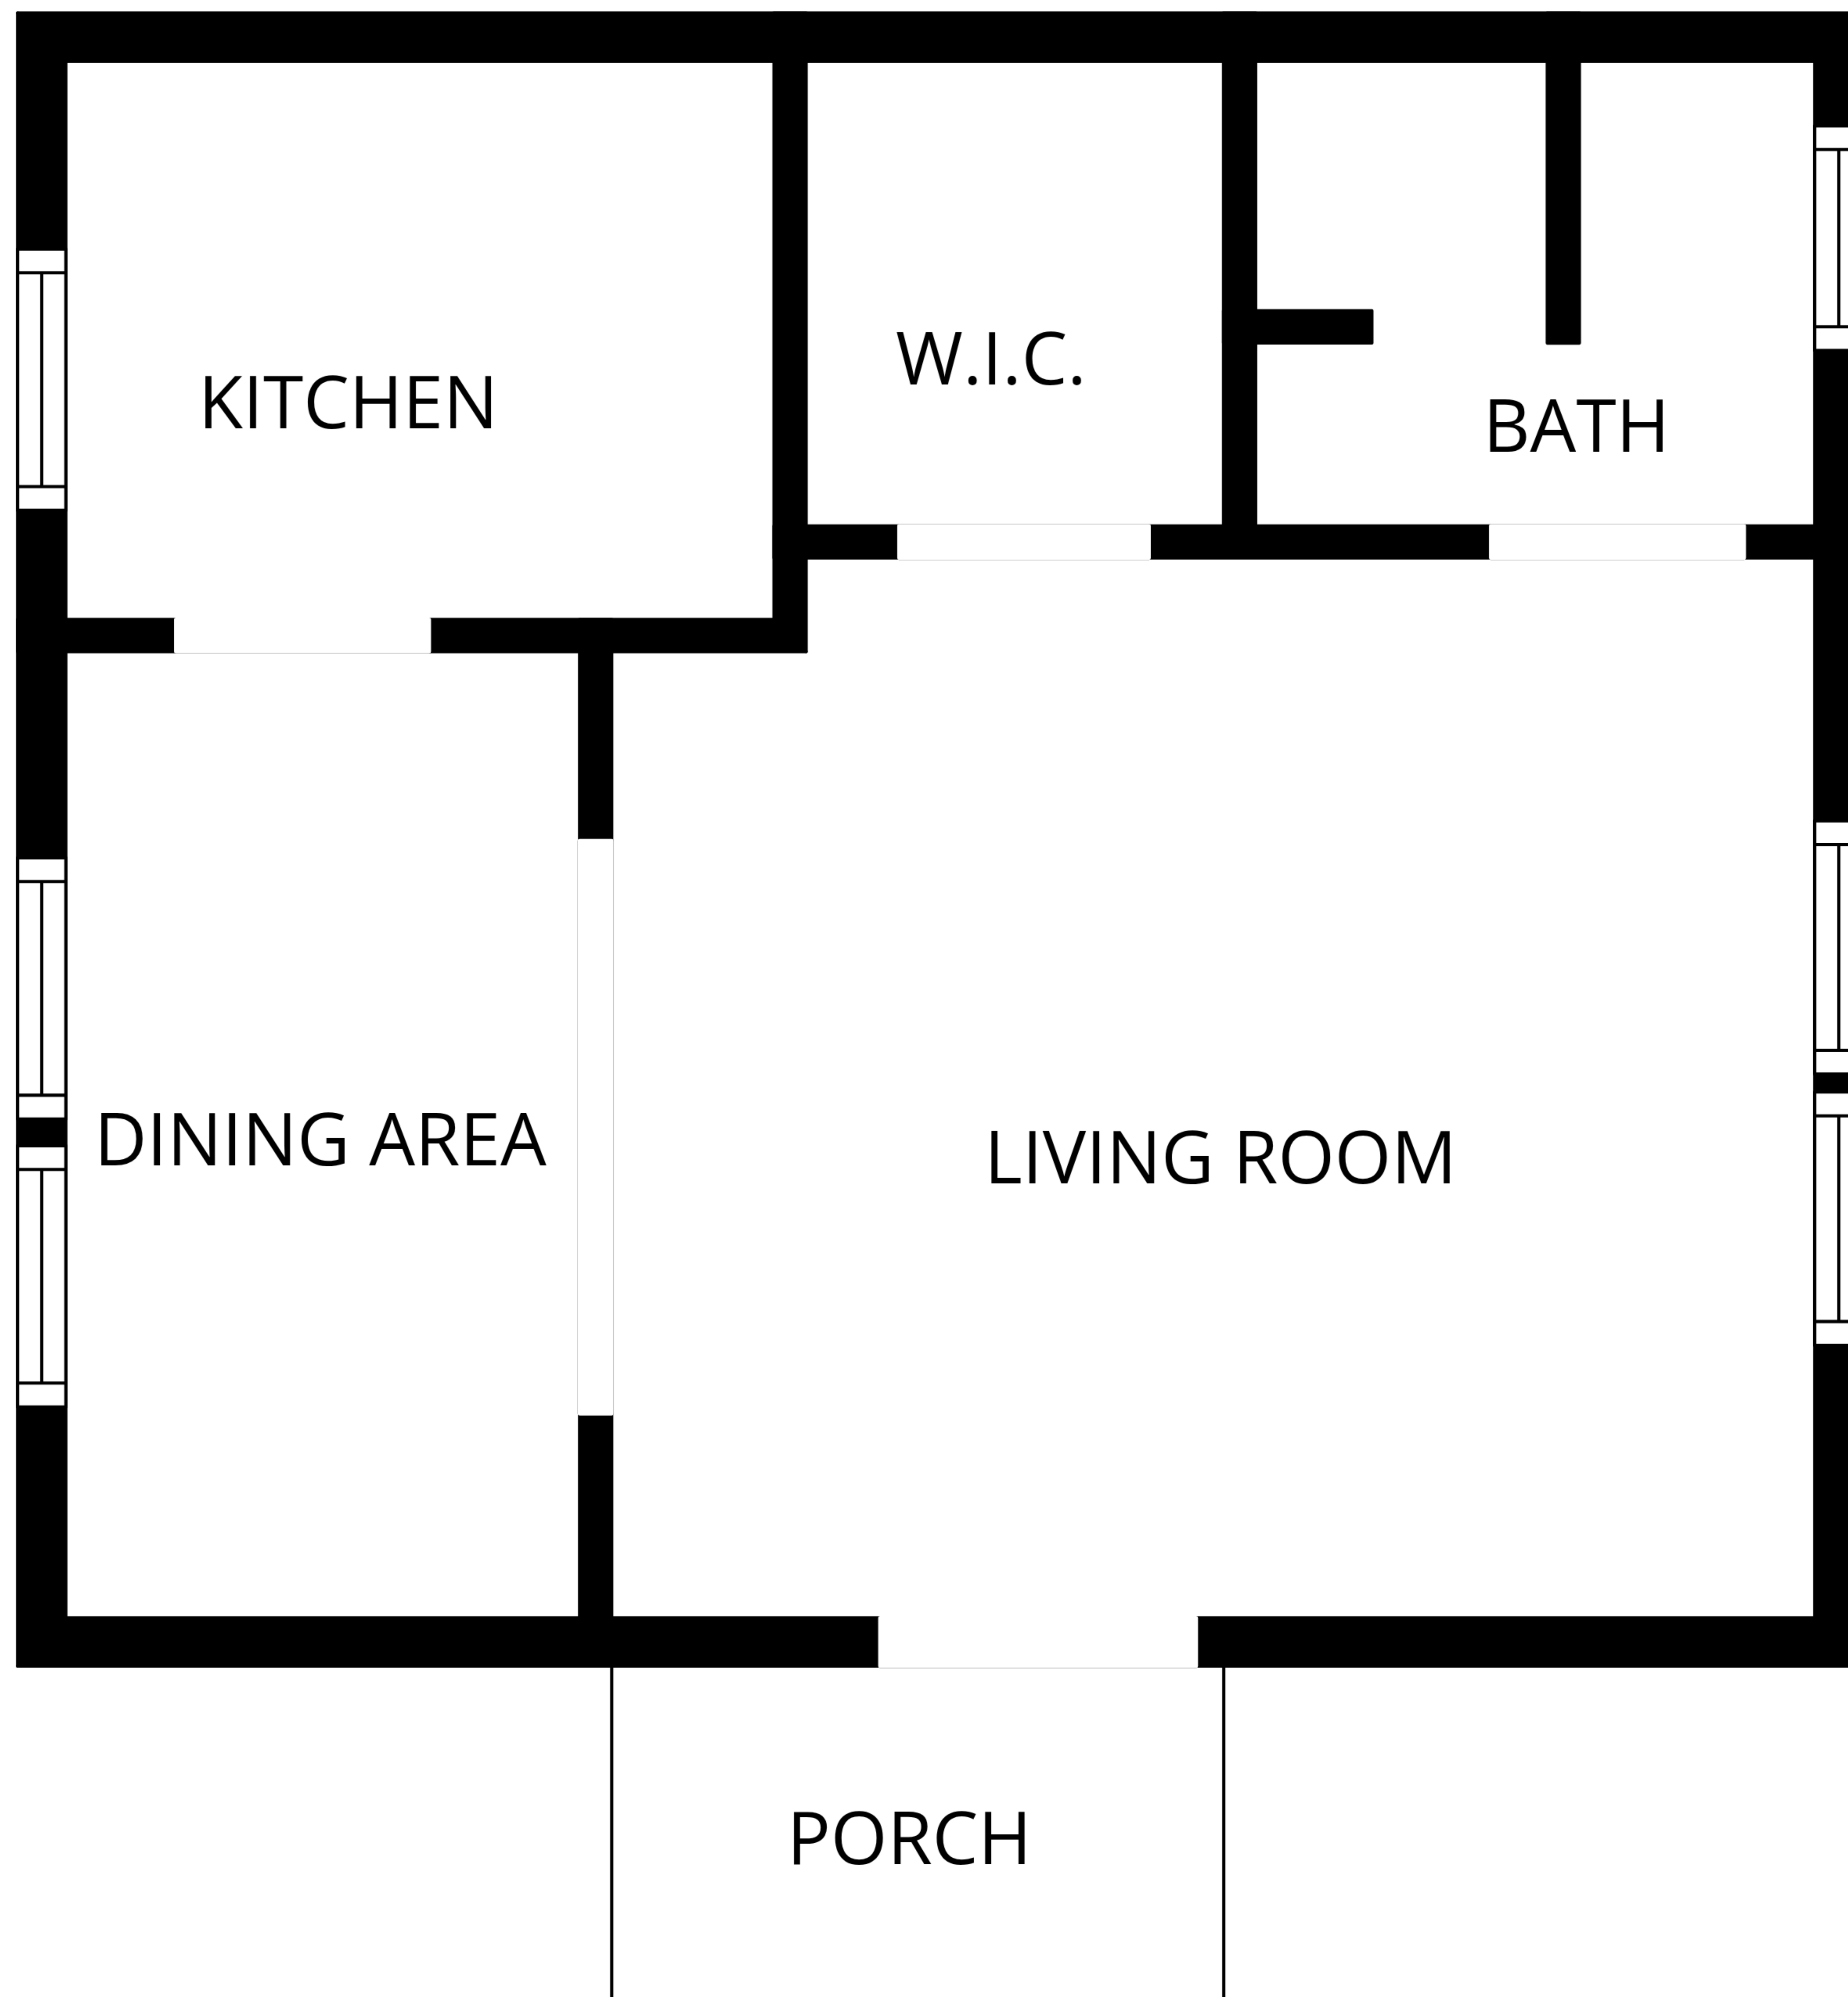 W.I.C.
KITCHEN
BATH
DINING AREA
LIVING ROOM
PORCH